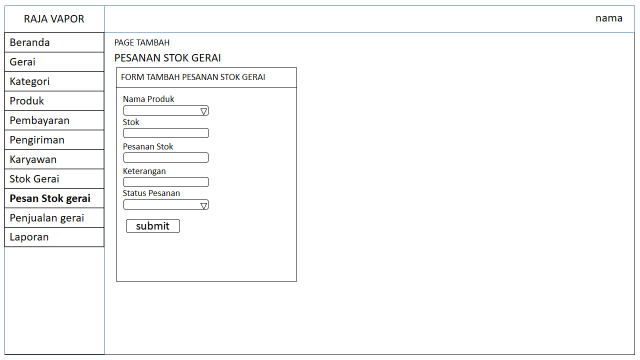 RAJA VAPOR
nama
Beranda
Gerai
Kategori
Produk
Pembayaran
Pengiriman
Karyawan
Stok Gerai
Pesan Stok gerai
Penjualan gerai
Laporan
PAGE TAMBAH
PESANAN STOK GERAI
FORM TAMBAH PESANAN STOK GERAI
Nama Produk
Stok
Pesanan Stok
Keterangan
Status Pesanan
submit